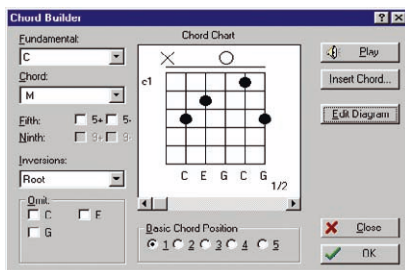 Chord Builder
Fundamental:
C
Chord:
M
Fifth: 5+ 5-
Ninth: 9+ 9-
Inversions:
Root
Omit:
C E
G
Chord Chart
c1
C E G C G
1/2
Basic Chord Position
1 2 3 4 5
Play
Insert Chord...
Edit Diagram
Close
OK